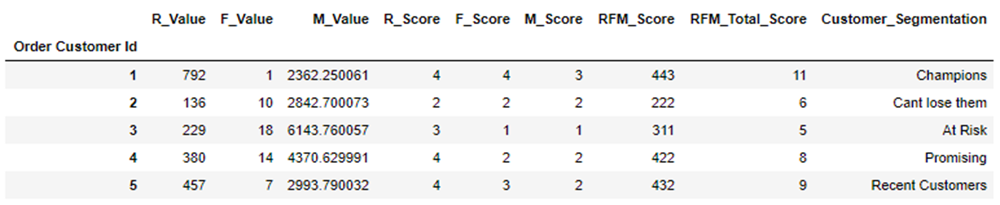 R_Value F_Value M_Value R_Score F_Score M_Score RFM_Score RFM_Total_Score Customer_Segmentation
Order Customer Id
1 792 1 2362.250061 4 4 3 443 11 Champions
2 136 10 2842.700073 2 2 2 222 6 Cant lose them
3 229 18 6143.760057 3 1 1 311 5 At Risk
4 380 14 4370.629991 4 2 2 422 8 Promising
5 457 7 2993.790032 4 3 2 432 9 Recent Customers